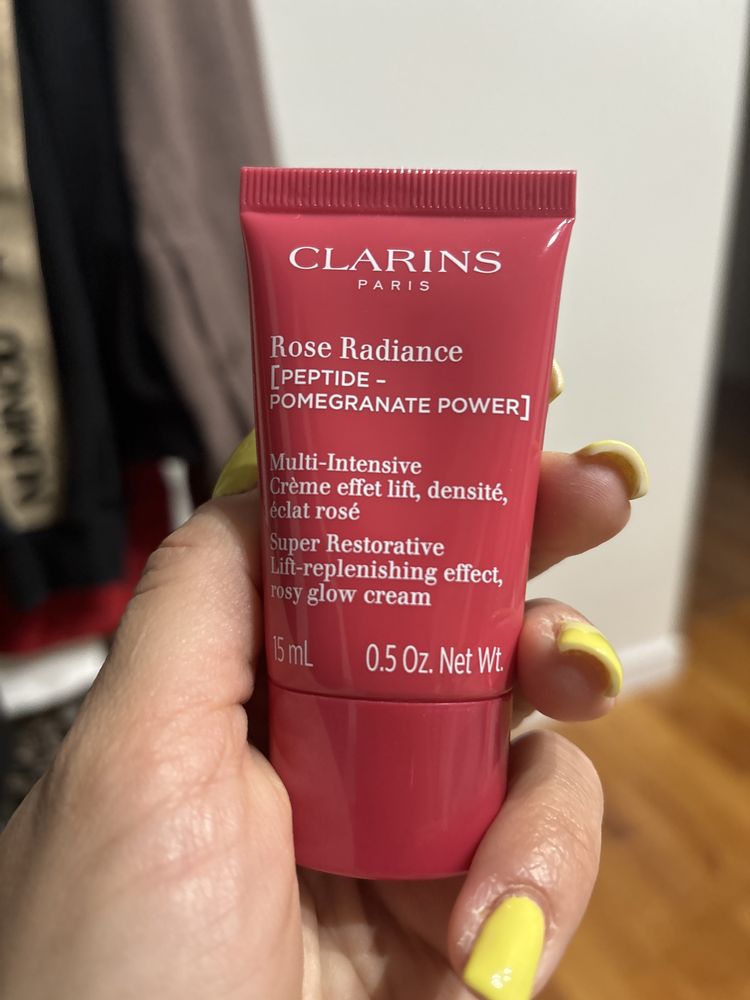 CLARINS
PARIS
Rose Radiance
[PEPTIDE –
POMEGRANATE POWER]
Multi-Intensive
Crème effet lift, densité,
éclat rosé
Super Restorative
Lift-replenishing effect,
rosy glow cream
15 mL 0.5 Oz. Net Wt.